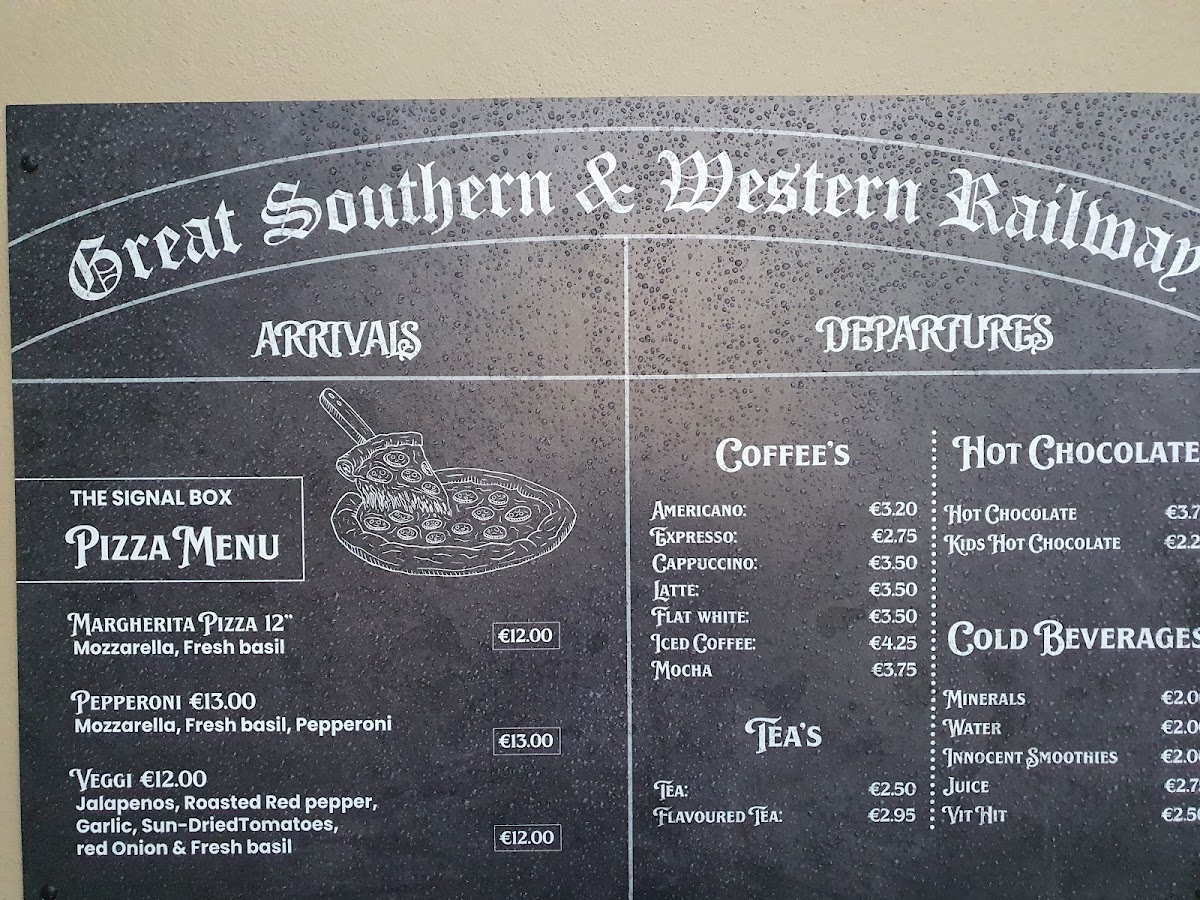 Great Southern & Western Railway
ARRIVALS
THE SIGNAL BOX
PIZZA MENU
MARGHERITA PIZZA 12"
Mozzarella, Fresh basil
€12.00
PEPPERONI €13.00
Mozzarella, Fresh basil, Pepperoni
€13.00
VEGGI €12.00
Jalapenos, Roasted Red pepper,
Garlic, Sun-DriedTomatoes,
red Onion & Fresh basil
€12.00
DEPARTURES
COFFEE'S
AMERICANO: €3.20
EXPRESSO: €2.75
CAPPUCCINO: €3.50
LATTE: €3.50
FLAT WHITE: €3.50
ICED COFFEE: €4.25
MOCHA €3.75
TEA'S
TEA: €2.50
FLAVOURED TEA: €2.95
HOT CHOCOLATE
HOT CHOCOLATE
KIDS HOT CHOCOLATE
COLD BEVERAGES
MINERALS
WATER
INNOCENT SMOOTHIES
JUICE
VIT HIT